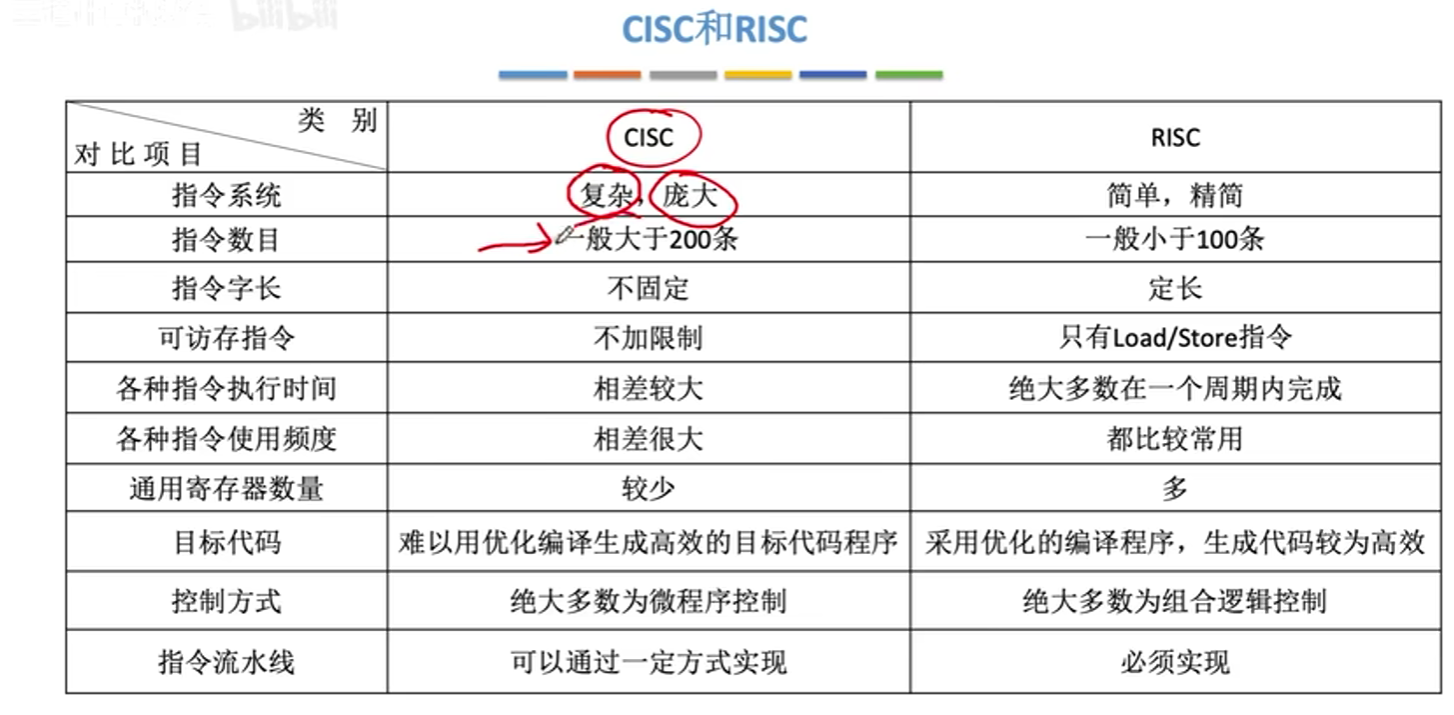 bilibili
CISC和RISC
类 别
对比项目
CISC
RISC
指令系统
复杂，庞大
简单，精简
指令数目
一般大于200条
一般小于100条
指令字长
不固定
定长
可访存指令
不加限制
只有Load/Store指令
各种指令执行时间
相差较大
绝大多数在一个周期内完成
各种指令使用频度
相差很大
都比较常用
通用寄存器数量
较少
多
目标代码
难以用优化编译生成高效的目标代码程序
采用优化的编译程序，生成代码较为高效
控制方式
绝大多数为微程序控制
绝大多数为组合逻辑控制
指令流水线
可以通过一定方式实现
必须实现